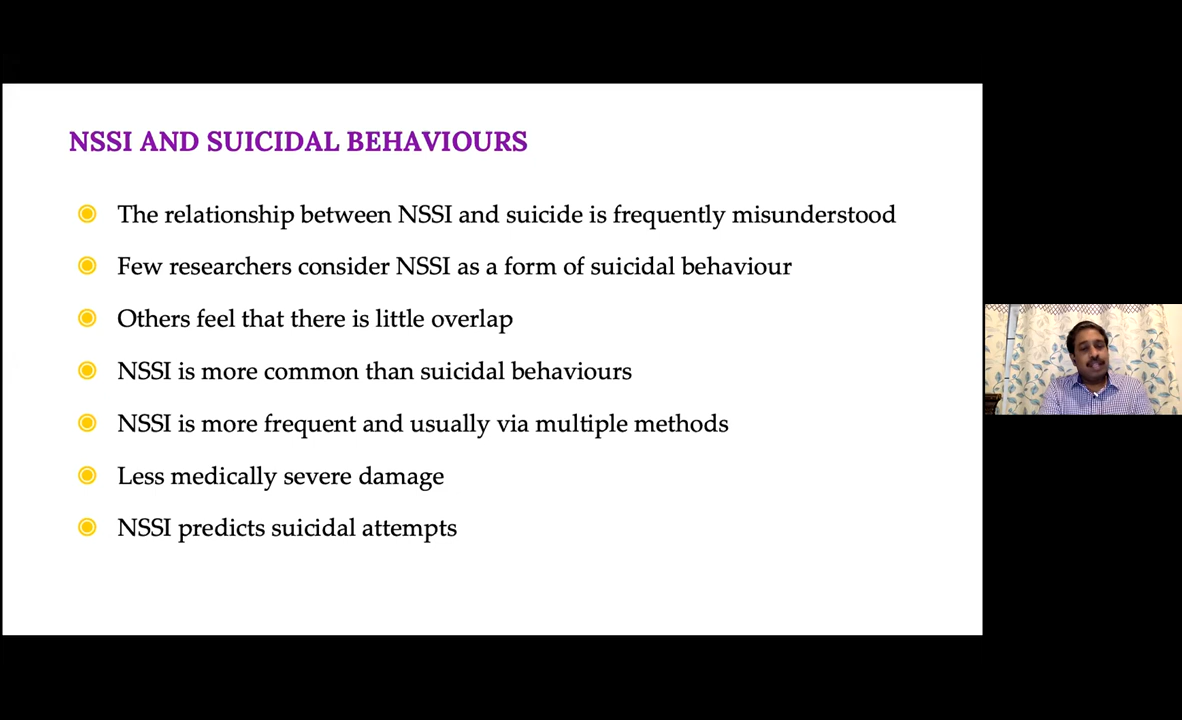 NSSI AND SUICIDAL BEHAVIOURS
The relationship between NSSI and suicide is frequently misunderstood
Few researchers consider NSSI as a form of suicidal behaviour
Others feel that there is little overlap
NSSI is more common than suicidal behaviours
NSSI is more frequent and usually via multiple methods
Less medically severe damage
NSSI predicts suicidal attempts